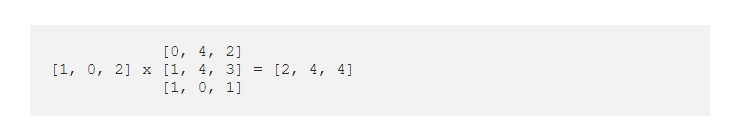 [0, 4, 2]
[1, 0, 2] x [1, 4, 3] = [2, 4, 4]
[1, 0, 1]